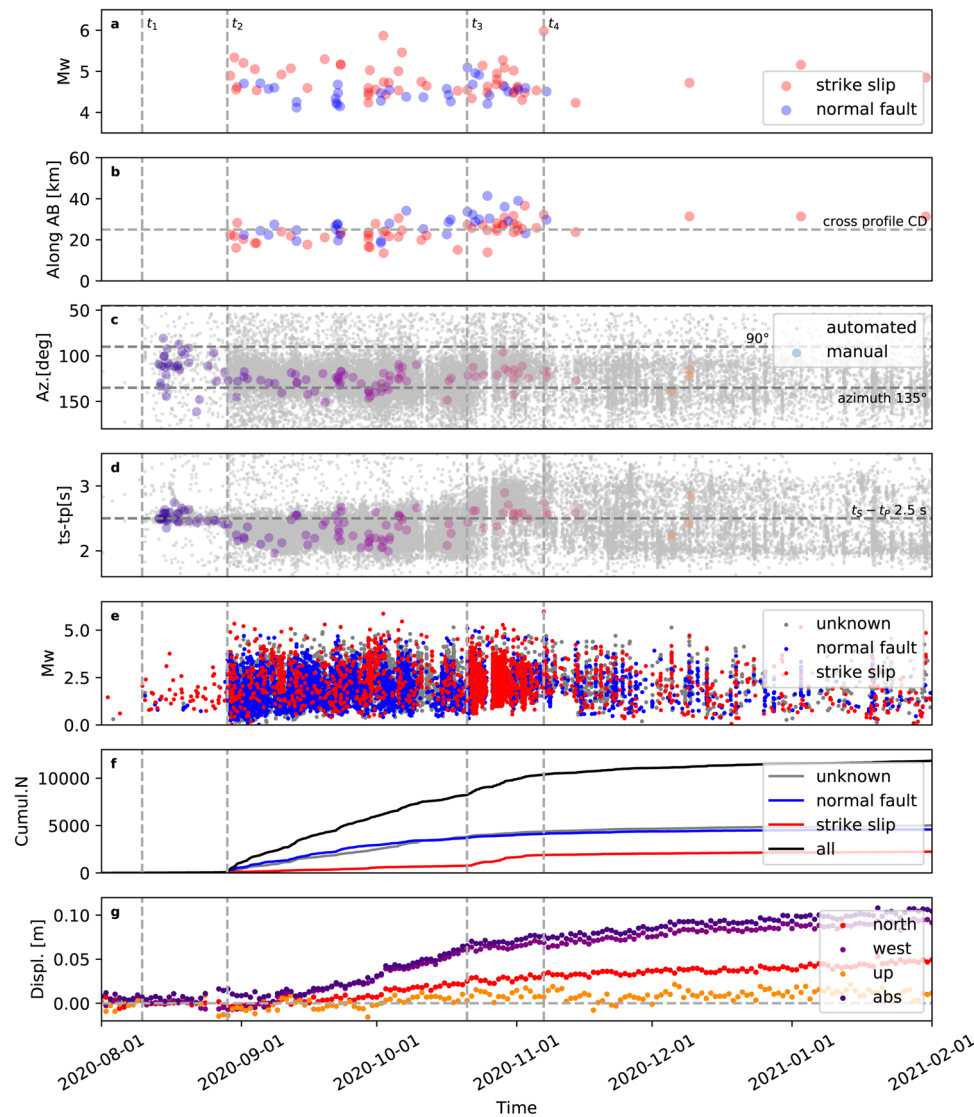 a
t₁
t₂
t₃
t₄
6
5
4
Mw
strike slip
normal fault
b
60
40
20
0
Along AB [km]
cross profile CD
c
50
100
150
Az.[deg]
90°
automated
manual
azimuth 135°
d
3
2
ts-tp[s]
tₛ − tₚ 2.5 s
e
5.0
2.5
0.0
Mw
unknown
normal fault
strike slip
f
10000
5000
0
Cumul.N
unknown
normal fault
strike slip
all
g
0.10
0.05
0.00
Displ. [m]
north
west
up
abs
2020-08-01
2020-09-01
2020-10-01
2020-11-01
2020-12-01
2021-01-01
2021-02-01
Time